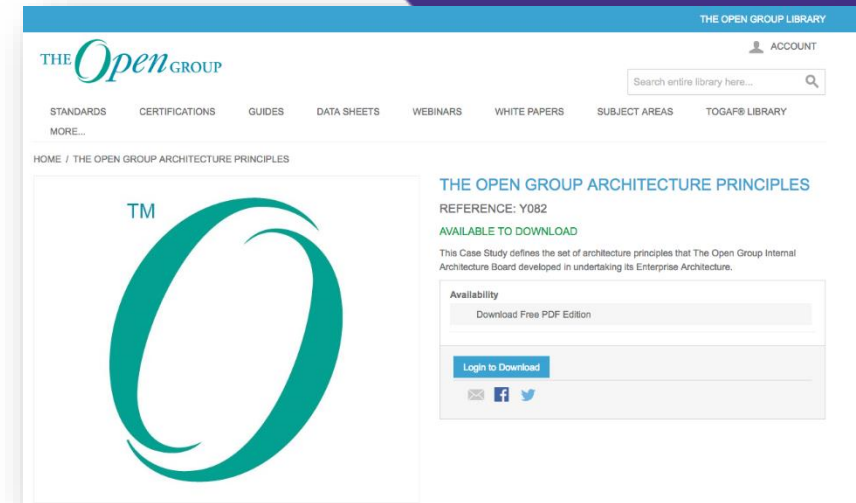 THE OPEN GROUP LIBRARY
THE Open GROUP
ACCOUNT
Search entire library here...
STANDARDS CERTIFICATIONS GUIDES DATA SHEETS WEBINARS WHITE PAPERS SUBJECT AREAS TOGAF® LIBRARY
MORE...
HOME / THE OPEN GROUP ARCHITECTURE PRINCIPLES
TM
THE OPEN GROUP ARCHITECTURE PRINCIPLES
REFERENCE: Y082
AVAILABLE TO DOWNLOAD
This Case Study defines the set of architecture principles that The Open Group Internal
Architecture Board developed in undertaking its Enterprise Architecture.
Availability
Download Free PDF Edition
Login to Download